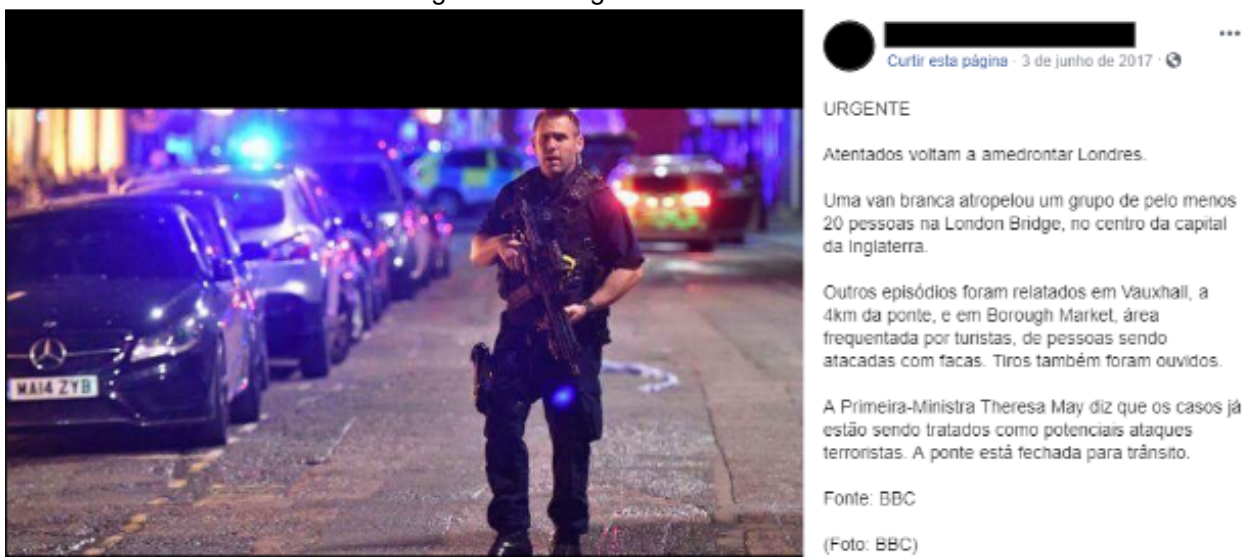 Curtir esta página · 3 de junho de 2017 ·
URGENTE
Atentados voltam a amedrontar Londres.
Uma van branca atropelou um grupo de pelo menos
20 pessoas na London Bridge, no centro da capital
da Inglaterra.
Outros episódios foram relatados em Vauxhall, a
4km da ponte, e em Borough Market, área
frequentada por turistas, de pessoas sendo
atacadas com facas. Tiros também foram ouvidos.
A Primeira-Ministra Theresa May diz que os casos já
estão sendo tratados como potenciais ataques
terroristas. A ponte está fechada para trânsito.
Fonte: BBC
(Foto: BBC)
MA14 ZYB